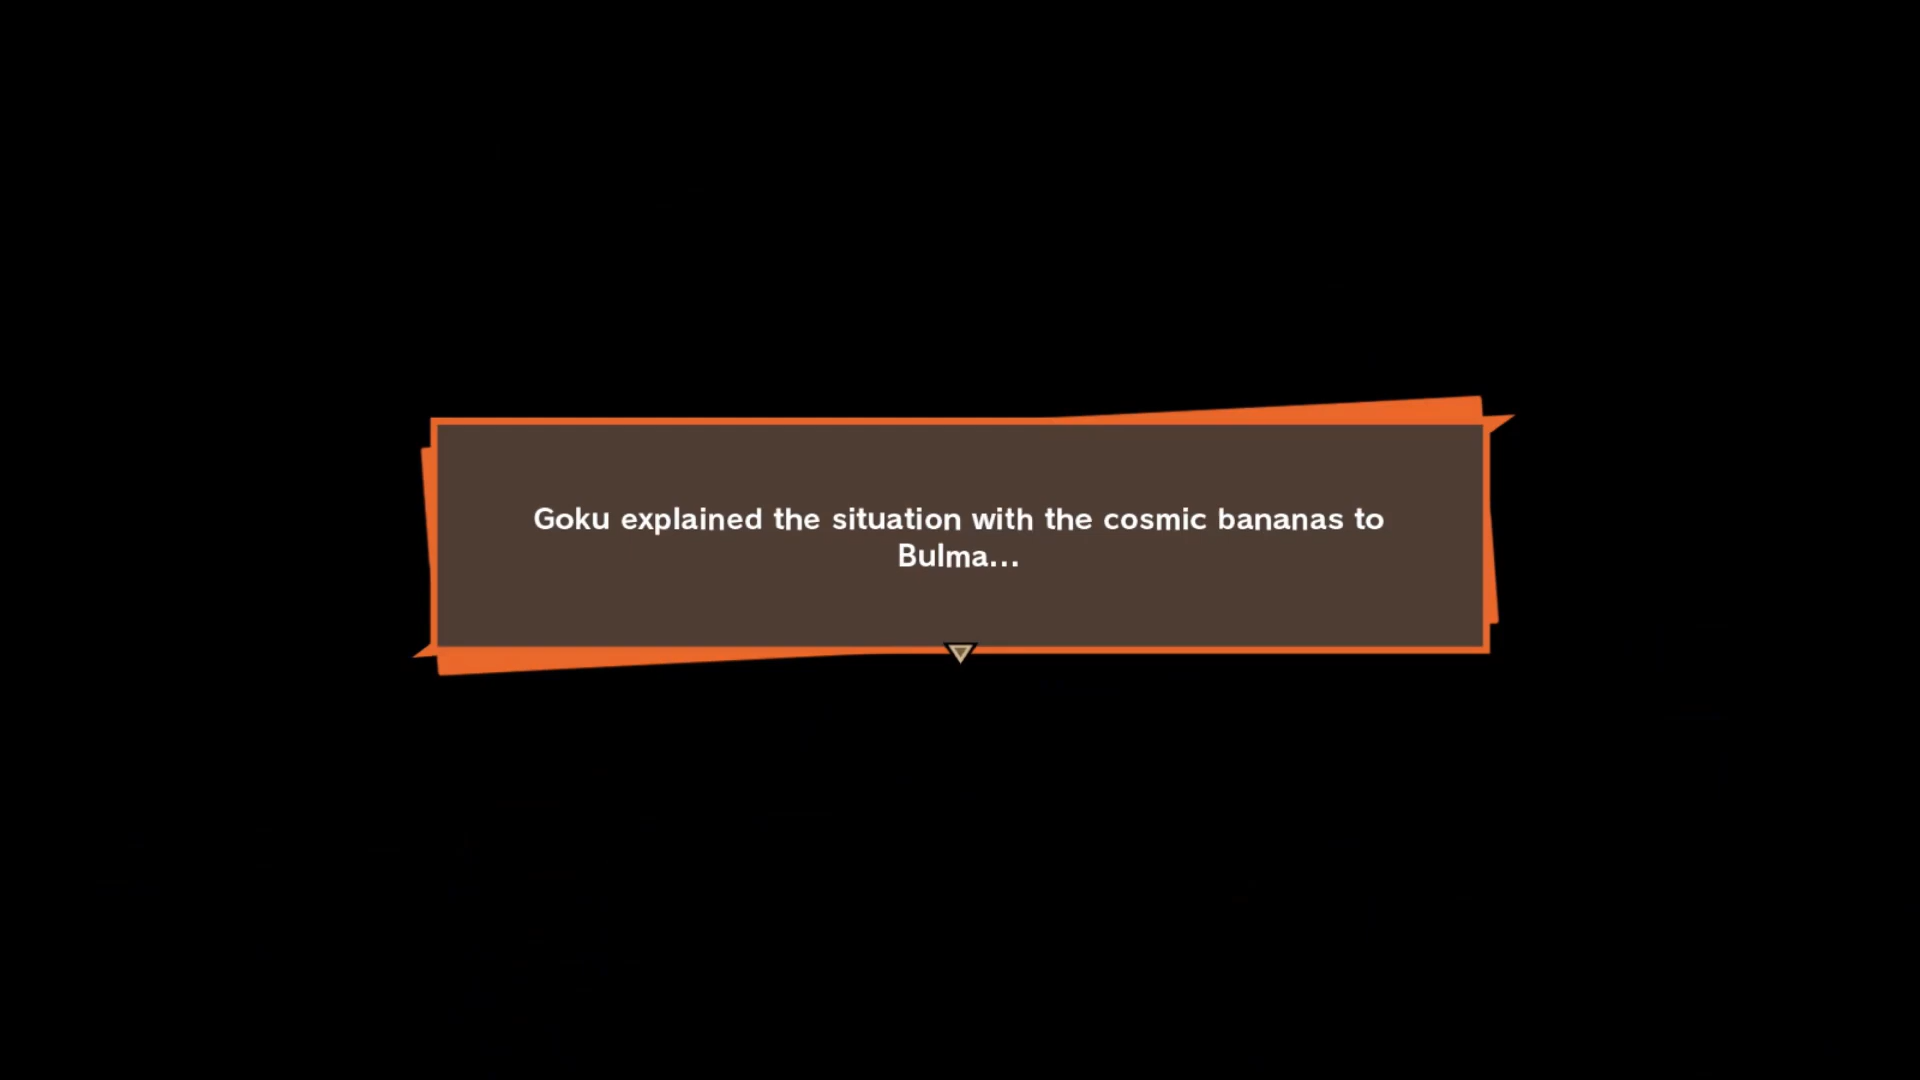 Goku explained the situation with the cosmic bananas to
Bulma...